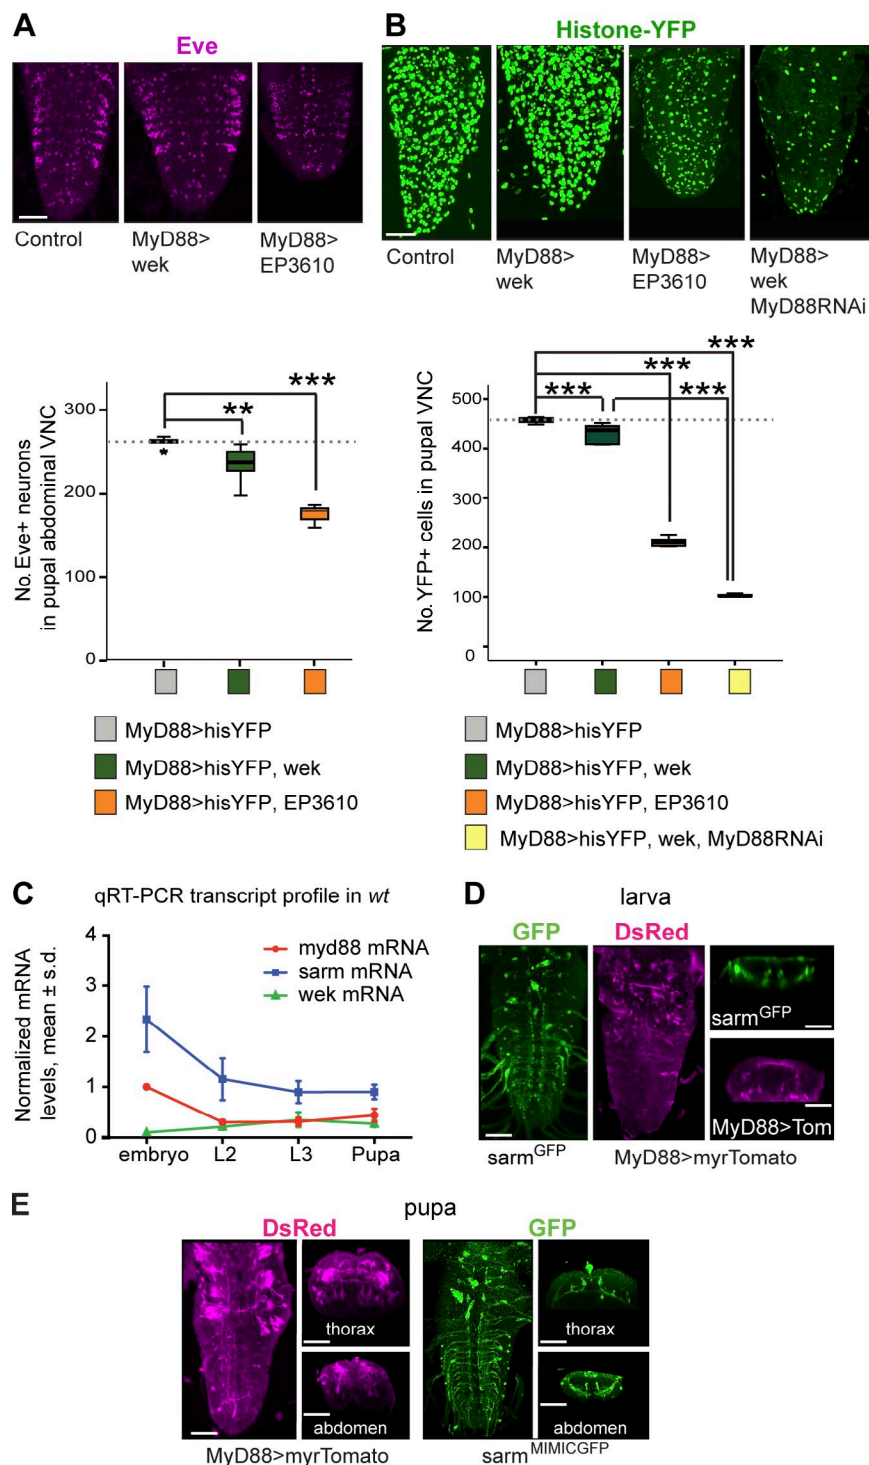 A
Eve
Control
MyD88>
wek
MyD88>
EP3610
B
Histone-YFP
Control
MyD88>
wek
MyD88>
EP3610
MyD88>
wek
MyD88RNAi
No. Eve+ neurons
in pupal abdominal VNC
300
200
100
0
*
**
***
MyD88>hisYFP
MyD88>hisYFP, wek
MyD88>hisYFP, EP3610
No. YFP+ cells in pupal VNC
500
400
300
200
100
0
***
***
***
***
MyD88>hisYFP
MyD88>hisYFP, wek
MyD88>hisYFP, EP3610
MyD88>hisYFP, wek, MyD88RNAi
C
qRT-PCR transcript profile in wt
Normalized mRNA
levels, mean ± s.d.
4
3
2
1
0
myd88 mRNA
sarm mRNA
wek mRNA
embryo L2 L3 Pupa
D
larva
GFP
DsRed
sarmGFP
MyD88>Tom
sarmGFP
MyD88>myrTomato
E
pupa
DsRed
GFP
thorax
abdomen
thorax
abdomen
MyD88>myrTomato
sarmMIMICGFP